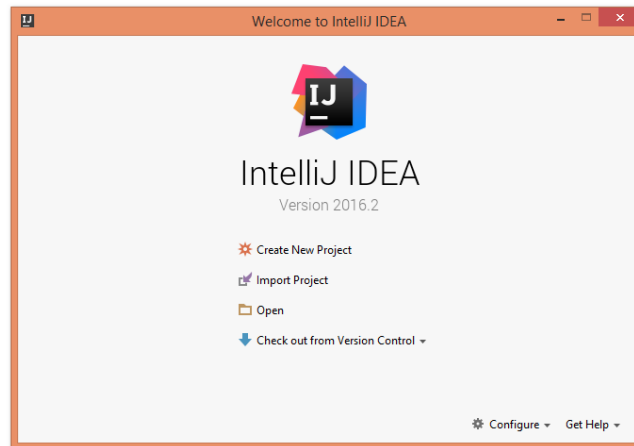 Welcome to IntelliJ IDEA
IJ
IntelliJ IDEA
Version 2016.2
Create New Project
Import Project
Open
Check out from Version Control
Configure
Get Help